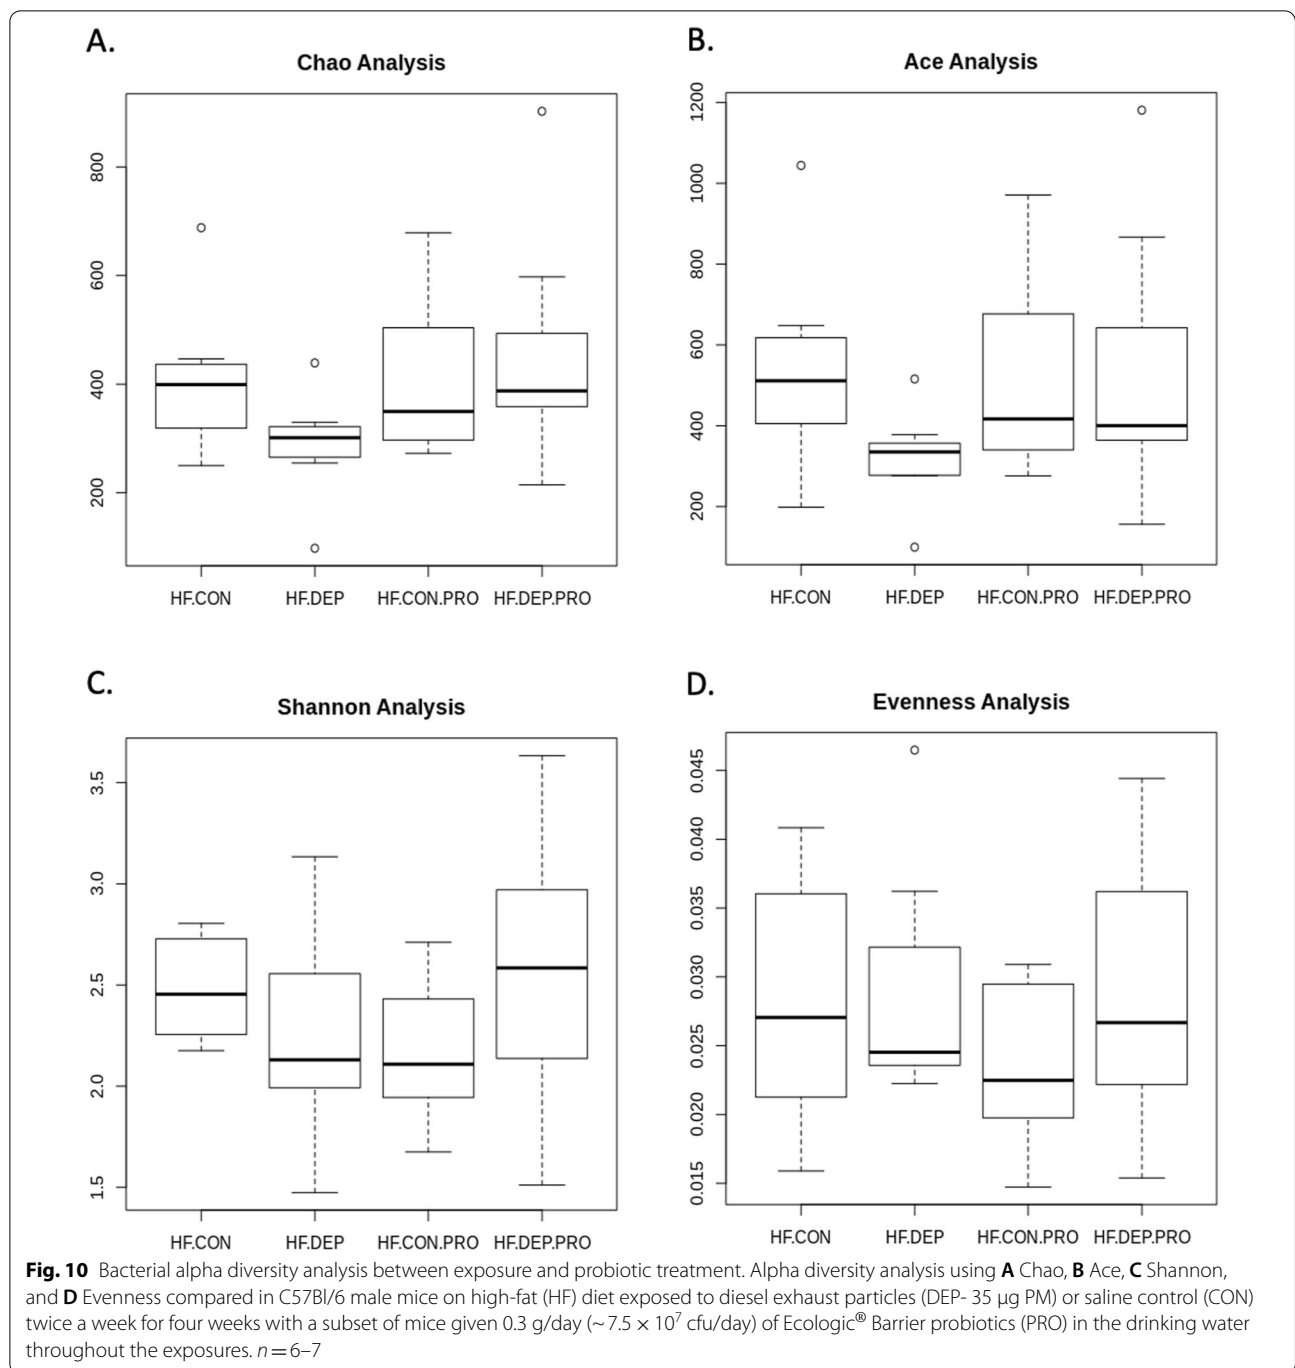 A.
Chao Analysis
800
600
400
200
HF.CON HF.DEP HF.CON.PRO HF.DEP.PRO
B.
Ace Analysis
1200
1000
800
600
400
200
HF.CON HF.DEP HF.CON.PRO HF.DEP.PRO
C.
Shannon Analysis
3.5
3.0
2.5
2.0
1.5
HF.CON HF.DEP HF.CON.PRO HF.DEP.PRO
D.
Evenness Analysis
0.045
0.040
0.035
0.030
0.025
0.020
0.015
HF.CON HF.DEP HF.CON.PRO HF.DEP.PRO
Fig. 10 Bacterial alpha diversity analysis between exposure and probiotic treatment. Alpha diversity analysis using A Chao, B Ace, C Shannon,
and D Evenness compared in C57Bl/6 male mice on high-fat (HF) diet exposed to diesel exhaust particles (DEP- 35 µg PM) or saline control (CON)
twice a week for four weeks with a subset of mice given 0.3 g/day (~ 7.5 × 10⁷ cfu/day) of Ecologic® Barrier probiotics (PRO) in the drinking water
throughout the exposures. n = 6–7